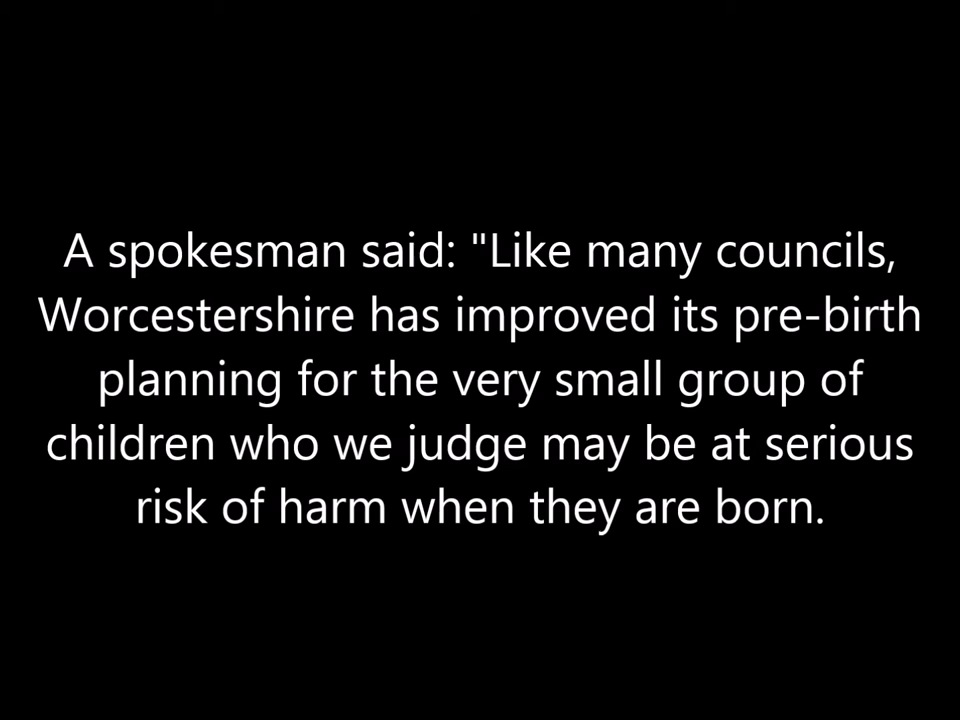 A spokesman said: "Like many councils,
Worcestershire has improved its pre-birth
planning for the very small group of
children who we judge may be at serious
risk of harm when they are born.